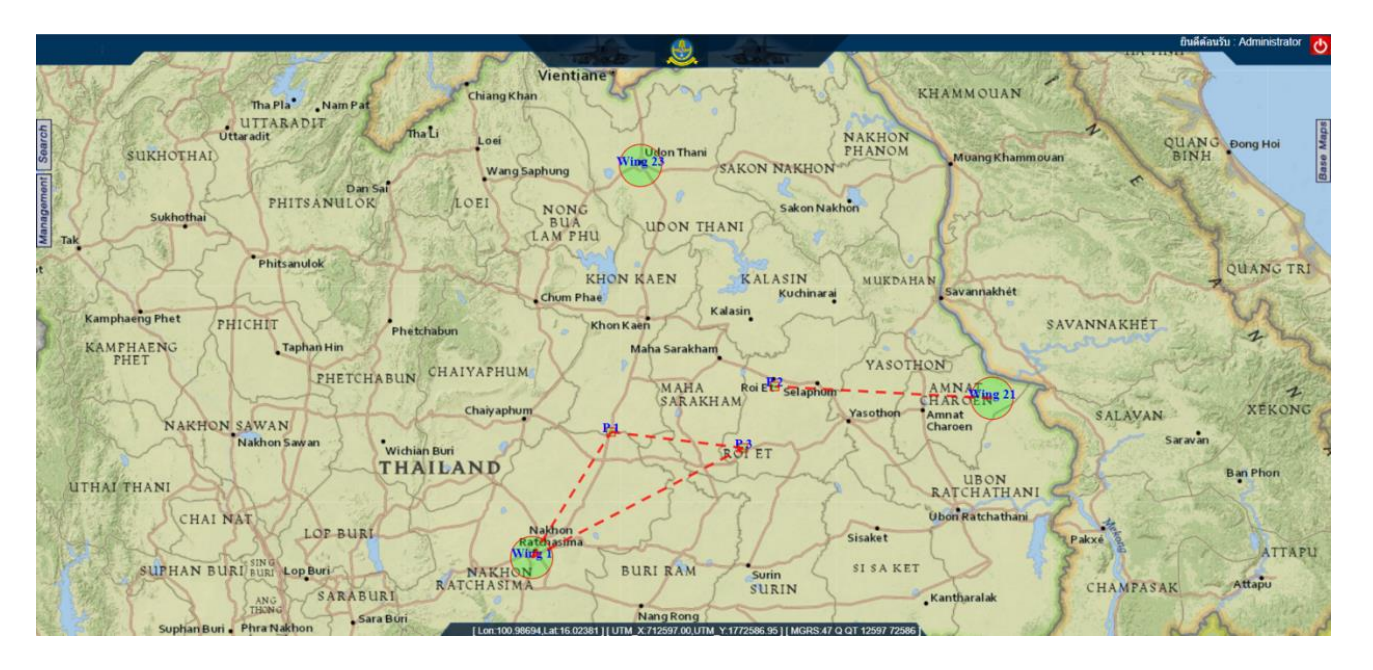 ยินดีต้อนรับ : Administrator
Search
Management
Base Maps
Vientiane
Chiang Khan
KHAMMOUAN
Tha Pla
Nam Pat
UTTARADIT
Uttaradit
Tha Li
Loei
SUKHOTHAI
Wang Saphung
Wing 23
Udon Thani
SAKON NAKHON
NAKHON
PHANOM
Muang Khammouan
QUANG
BINH
Đong Hoi
Dan Sai
PHITSANULOK
LOEI
NONG
BUA
LAM PHU
Sakon Nakhon
Sukhothai
UDON THANI
Tak
Phitsanulok
KHON KAEN
KALASIN
Kuchinarai
MUKDAHAN
Savannakhét
QUANG TRI
Chum Phae
Kamphaeng Phet
PHICHIT
Phetchabun
Khon Kaen
Kalasin
SAVANNAKHÉT
KAMPHAENG
PHET
Taphan Hin
Maha Sarakham
PHETCHABUN
CHAIYAPHUM
YASOTHON
MAHA
SARAKHAM
Roi Et
P 2
Selaphum
AMNAT
CHAROEN
Wing 21
Chaiyaphum
Yasothon
Amnat
Charoen
SALAVAN
XÉKONG
NAKHON SAWAN
Nakhon Sawan
P 1
Saravan
Wichian Buri
P 3
ROI ET
THAILAND
Ban Phon
UTHAI THANI
UBON
RATCHATHANI
CHAI NAT
LOP BURI
Nakhon
Ratchasima
Ubon Ratchathani
Sisaket
Pakxé
Mekong
ATTAPU
Wing 1
SUPHAN BURI
SING
BURI
Lop Buri
NAKHON
RATCHASIMA
BURI RAM
Surin
SURIN
SI SA KET
CHAMPASAK
Attapu
SARABURI
ANG
THONG
Kantharalak
Suphan Buri
Phra Nakhon
Sara Buri
Nang Rong
[ Lon:100.98694,Lat:16.02381 ] [ UTM_X:712597.00,UTM_Y:1772586.95 ] [ MGRS:47 Q QT 12597 72586 ]